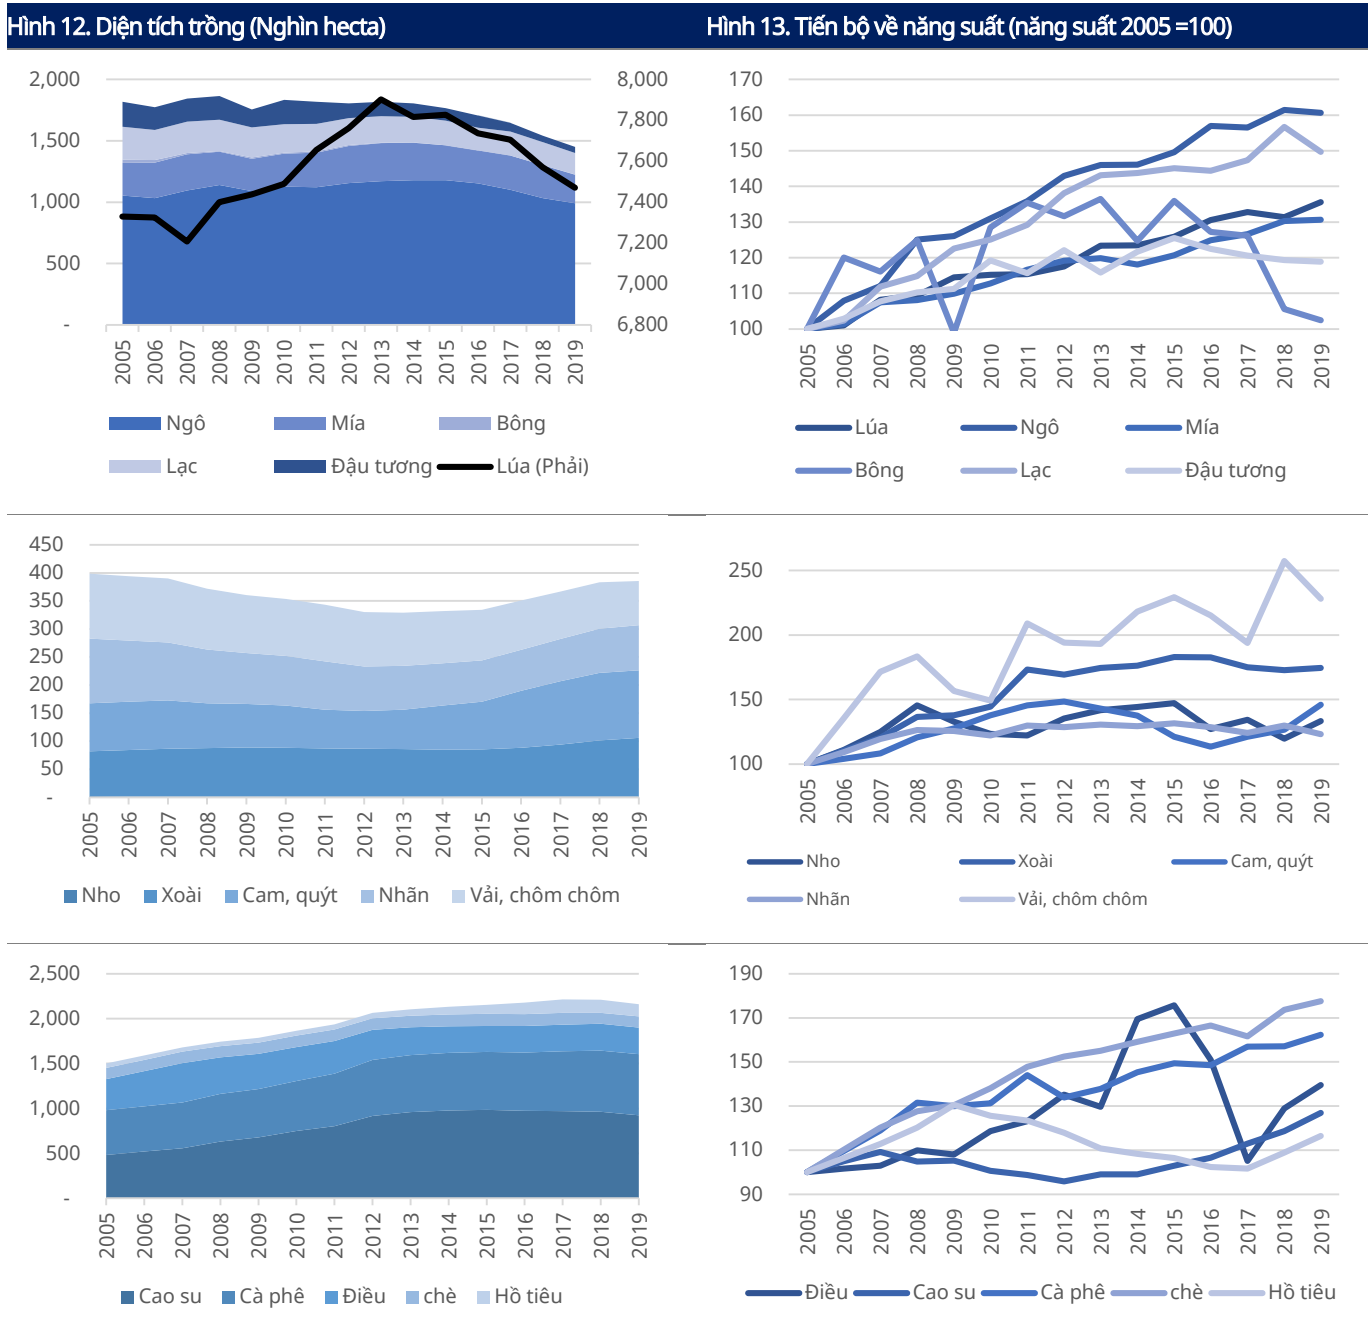 Hình 12. Diện tích trồng (Nghìn hecta)
Hình 13. Tiến bộ về năng suất (năng suất 2005 =100)
2,000
1,500
1,000
500
-
8,000
7,800
7,600
7,400
7,200
7,000
6,800
2005 2006 2007 2008 2009 2010 2011 2012 2013 2014 2015 2016 2017 2018 2019
Ngô Mía Bông
Lạc Đậu tương Lúa (Phải)
170
160
150
140
130
120
110
100
2005 2006 2007 2008 2009 2010 2011 2012 2013 2014 2015 2016 2017 2018 2019
Lúa Ngô Mía
Bông Lạc Đậu tương
450
400
350
300
250
200
150
100
50
-
2005 2006 2007 2008 2009 2010 2011 2012 2013 2014 2015 2016 2017 2018 2019
Nho Xoài Cam, quýt Nhãn Vải, chôm chôm
250
200
150
100
2005 2006 2007 2008 2009 2010 2011 2012 2013 2014 2015 2016 2017 2018 2019
Nho Xoài Cam, quýt
Nhãn Vải, chôm chôm
2,500
2,000
1,500
1,000
500
-
2005 2006 2007 2008 2009 2010 2011 2012 2013 2014 2015 2016 2017 2018 2019
Cao su Cà phê Điều chè Hồ tiêu
190
170
150
130
110
90
2005 2006 2007 2008 2009 2010 2011 2012 2013 2014 2015 2016 2017 2018 2019
Điều Cao su Cà phê chè Hồ tiêu